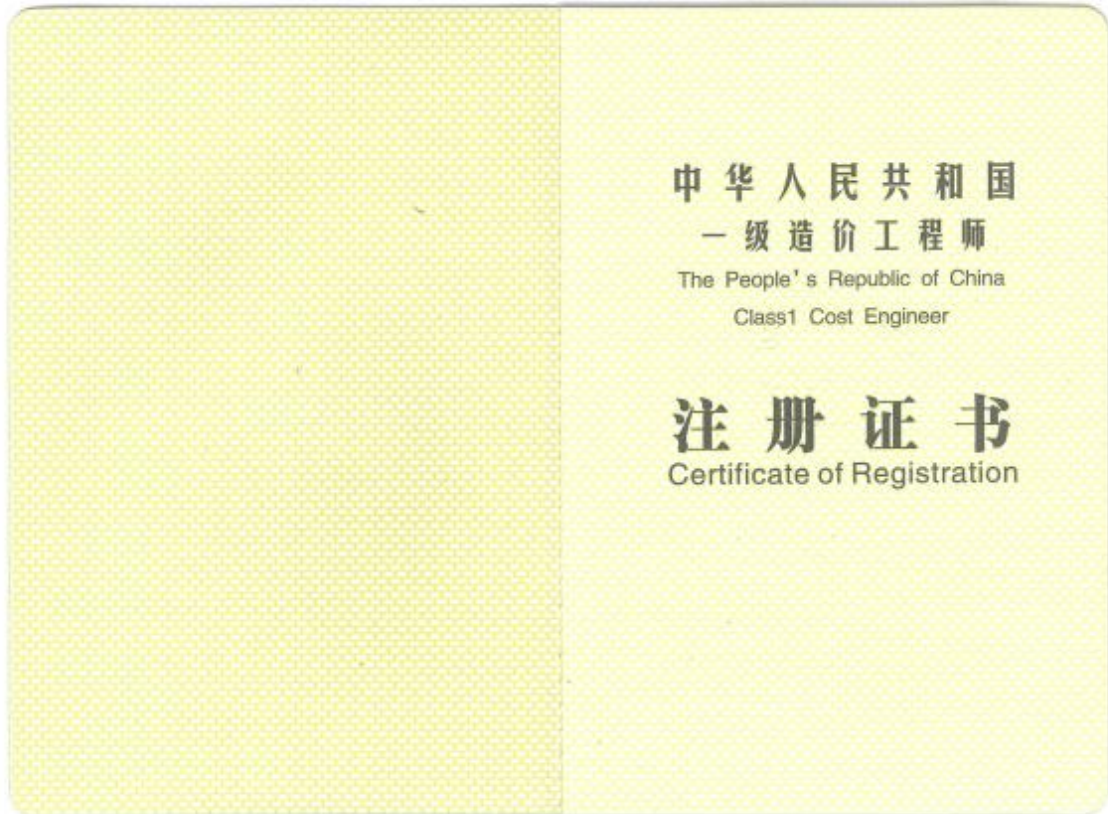 中华人民共和国
一级造价工程师
The People's Republic of China
Class1 Cost Engineer
注册证书
Certificate of Registration